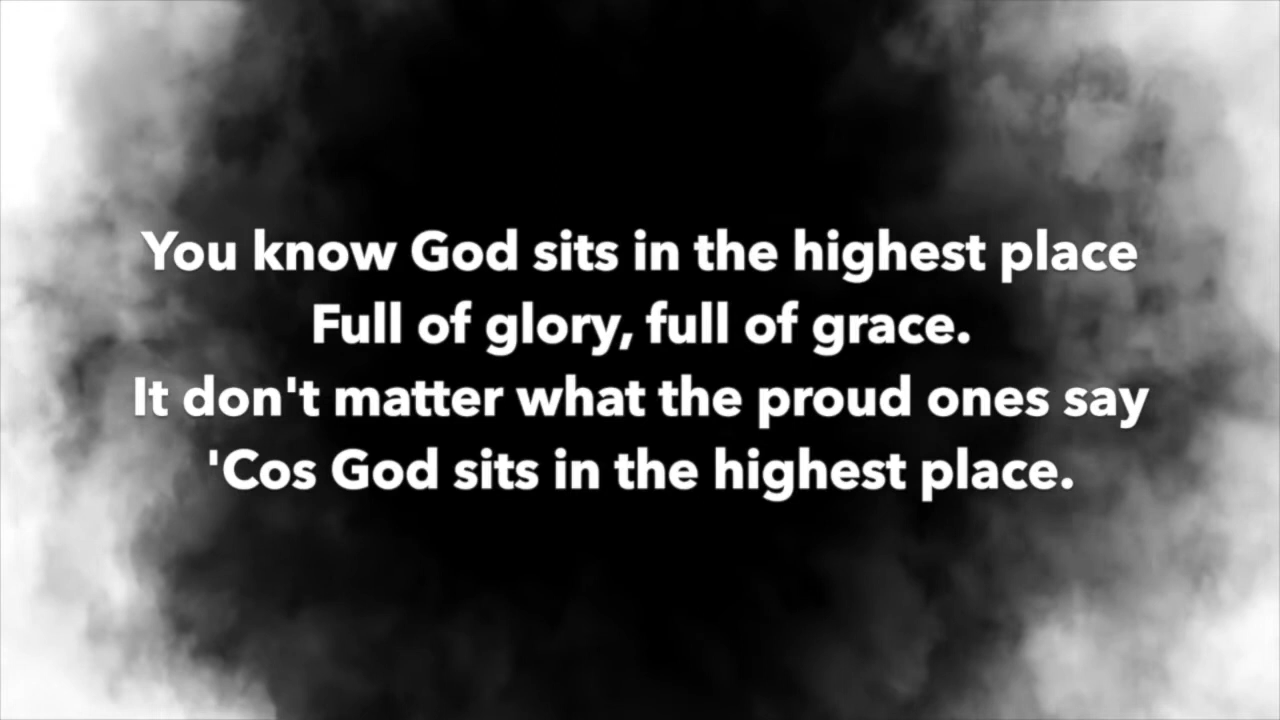 You know God sits in the highest place
Full of glory, full of grace.
It don't matter what the proud ones say
'Cos God sits in the highest place.